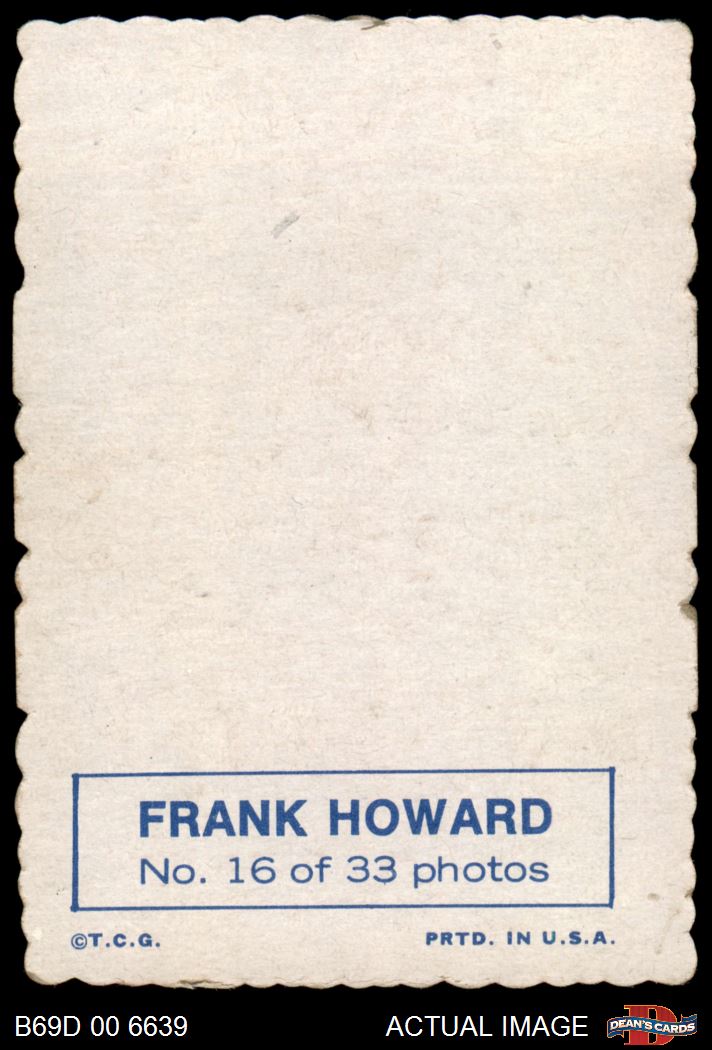 FRANK HOWARD
No. 16 of 33 photos
©T.C.G. PRTD. IN U.S.A.
B69D 00 6639 ACTUAL IMAGE DEAN'S CARDS